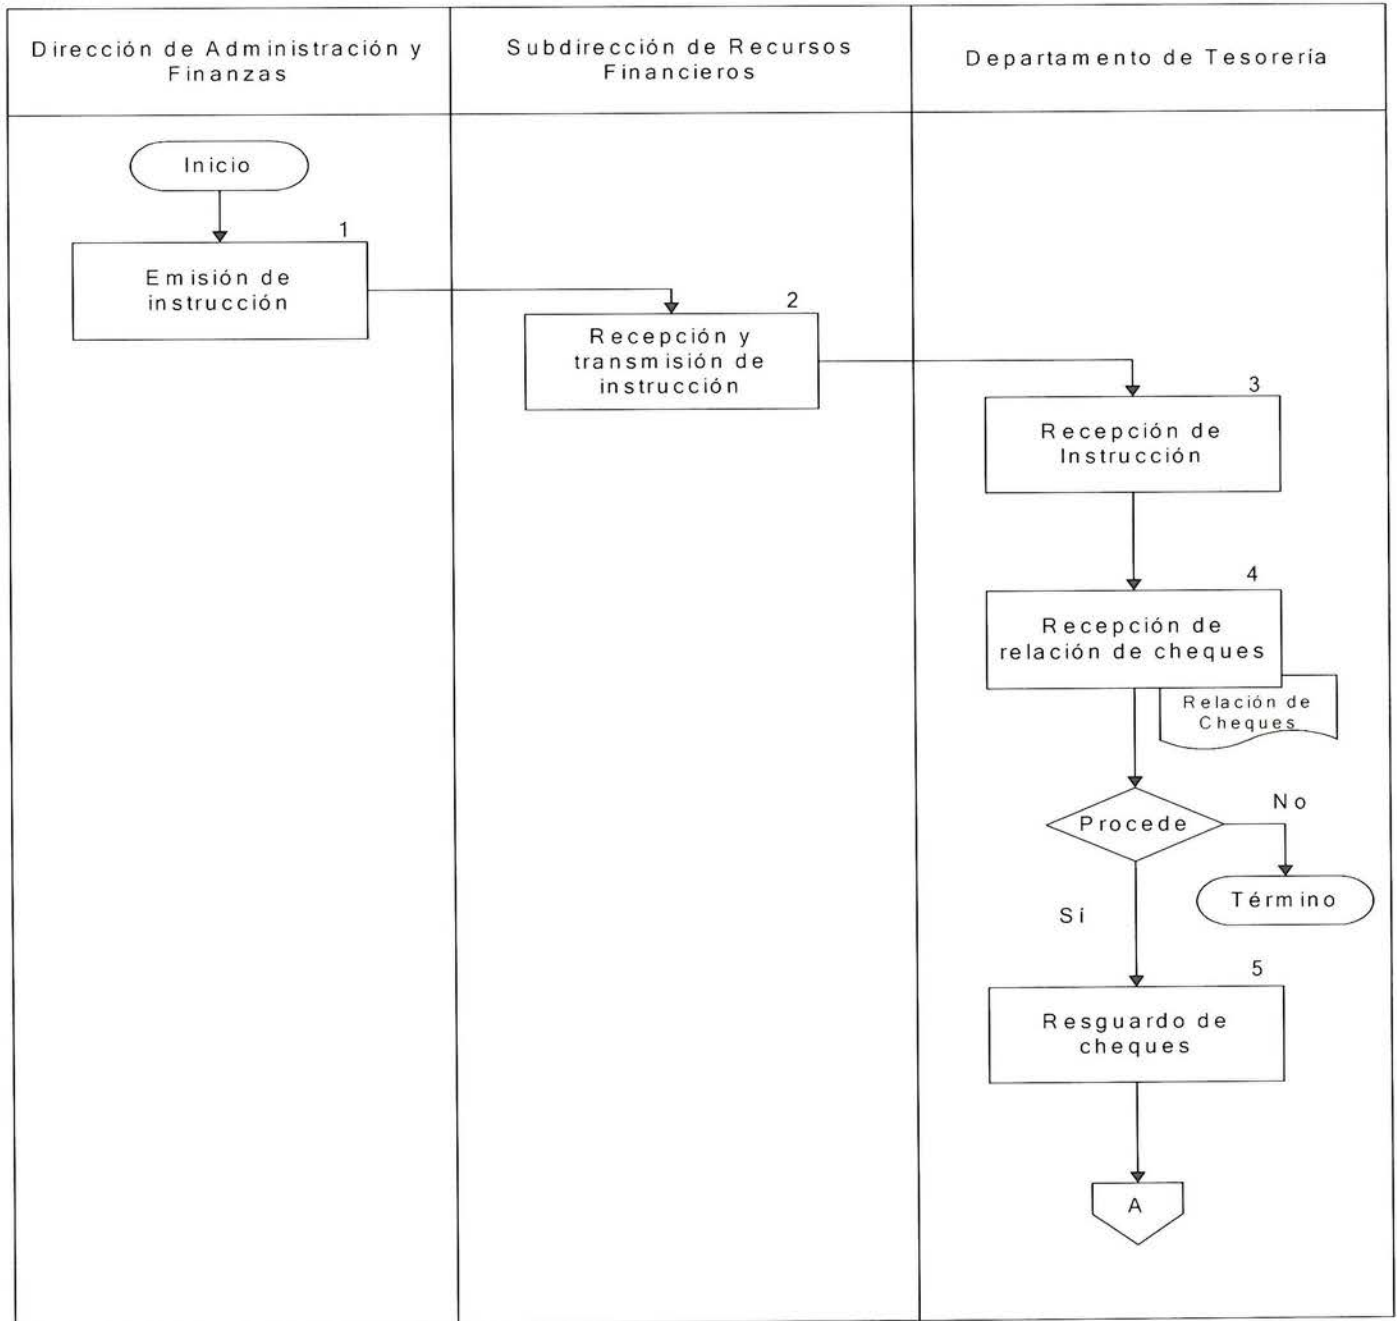 Dirección de Administración y
Finanzas
Subdirección de Recursos
Financieros
Departamento de Tesorería
Inicio
1
Emisión de
instrucción
2
Recepción y
transmisión de
instrucción
3
Recepción de
Instrucción
4
Recepción de
relación de cheques
Relación de
Cheques
Procede
No
Término
Sí
5
Resguardo de
cheques
A